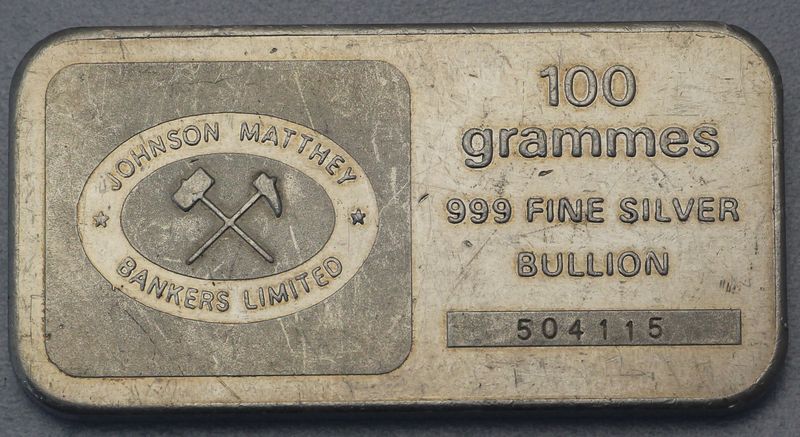 JOHNSON MATTHEY
BANKERS LIMITED
100
grammes
999 FINE SILVER
BULLION
504115